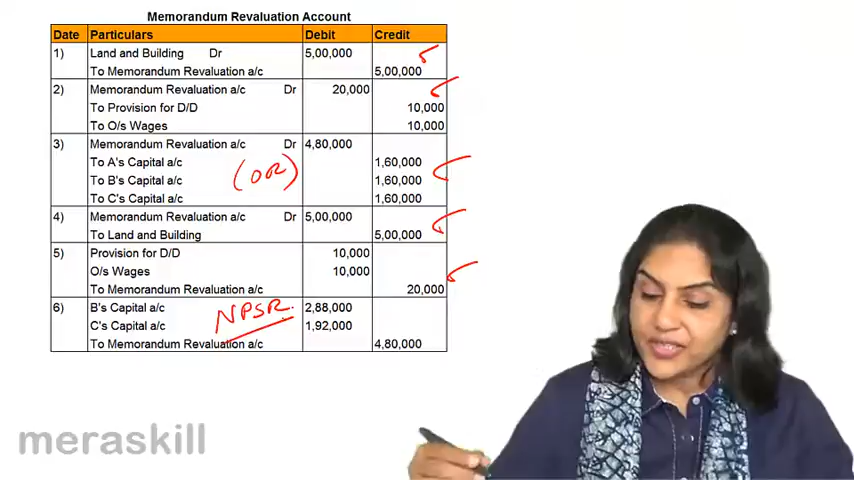 Memorandum Revaluation Account
Date Particulars Debit Credit
1) Land and Building Dr 5,00,000
To Memorandum Revaluation a/c 5,00,000
2) Memorandum Revaluation a/c Dr 20,000
To Provision for D/D 10,000
To O/s Wages 10,000
3) Memorandum Revaluation a/c Dr 4,80,000
To A's Capital a/c 1,60,000
To B's Capital a/c (OR) 1,60,000
To C's Capital a/c 1,60,000
4) Memorandum Revaluation a/c Dr 5,00,000
To Land and Building 5,00,000
5) Provision for D/D 10,000
O/s Wages 10,000
To Memorandum Revaluation a/c 20,000
6) B's Capital a/c NPSR 2,88,000
C's Capital a/c 1,92,000
To Memorandum Revaluation a/c 4,80,000
meraskill